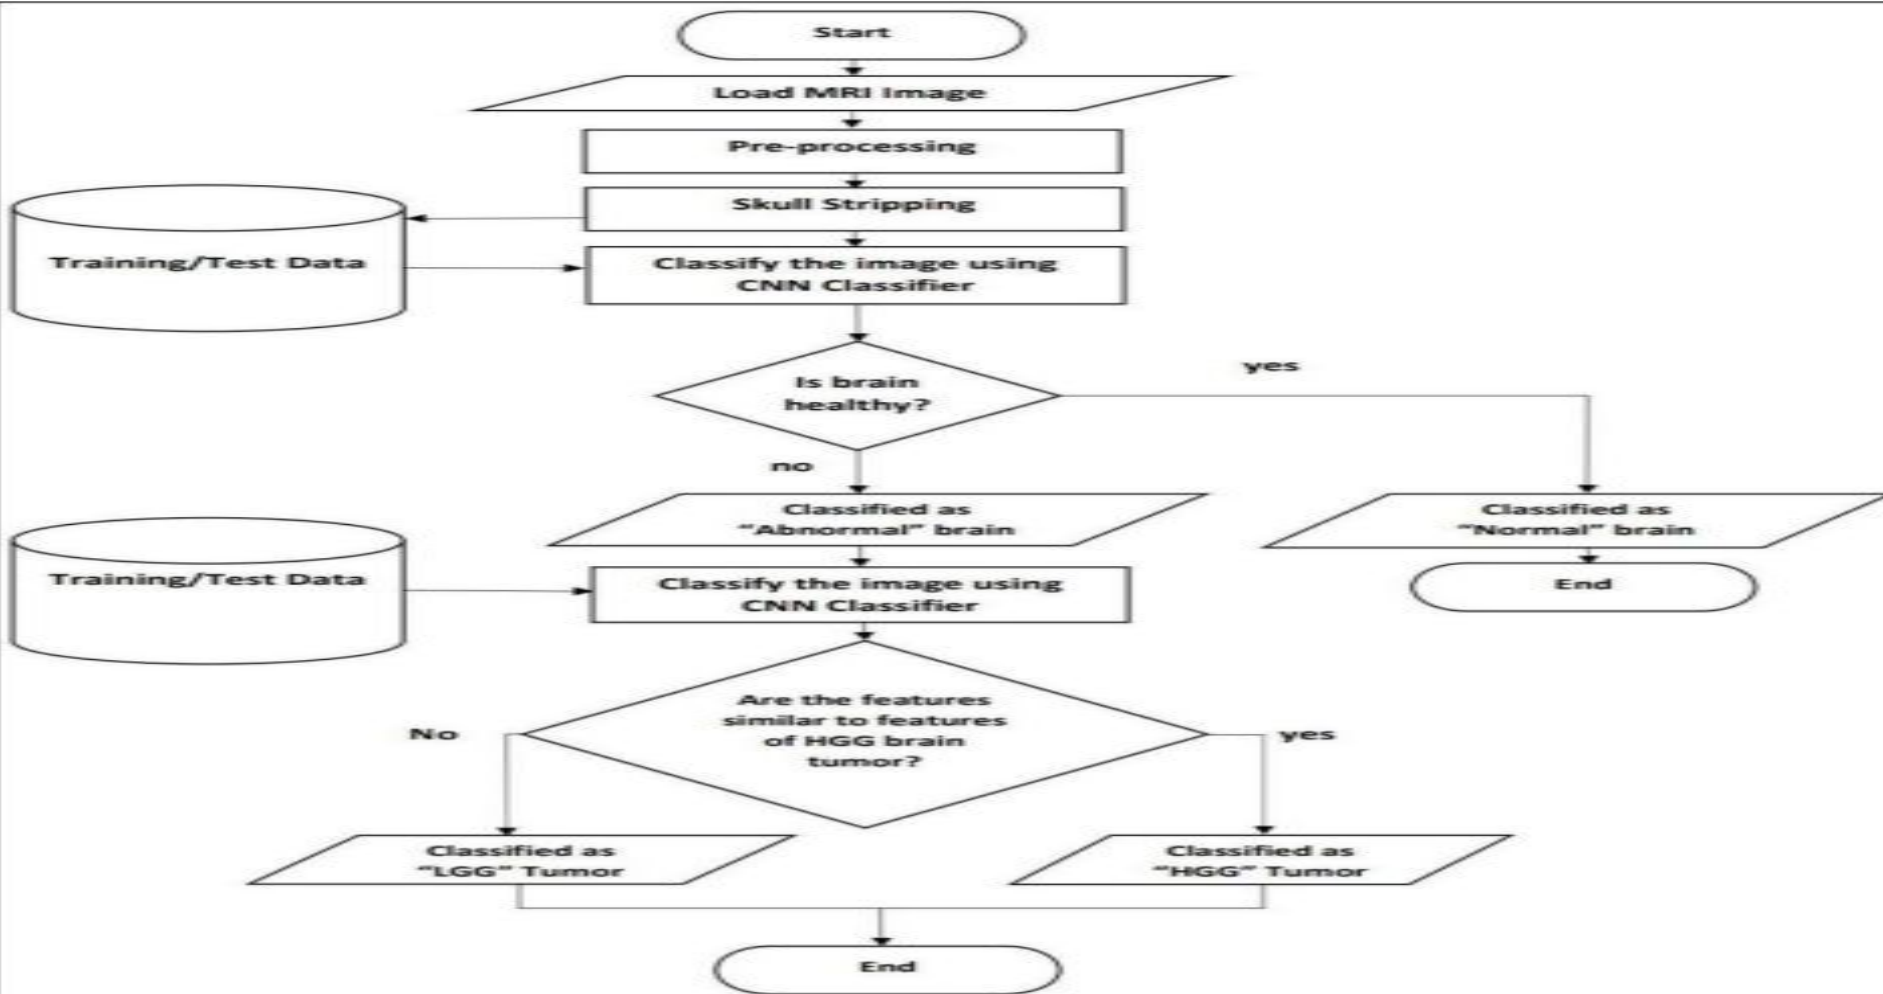 Start
Load MRI Image
Pre-processing
Skull Stripping
Training/Test Data
Classify the image using
CNN Classifier
Is brain
healthy?
yes
no
Classified as
“Abnormal” brain
Classified as
“Normal” brain
End
Training/Test Data
Classify the image using
CNN Classifier
Are the features
similar to features
of HGG brain
tumor?
No
yes
Classified as
“LGG” Tumor
Classified as
“HGG” Tumor
End